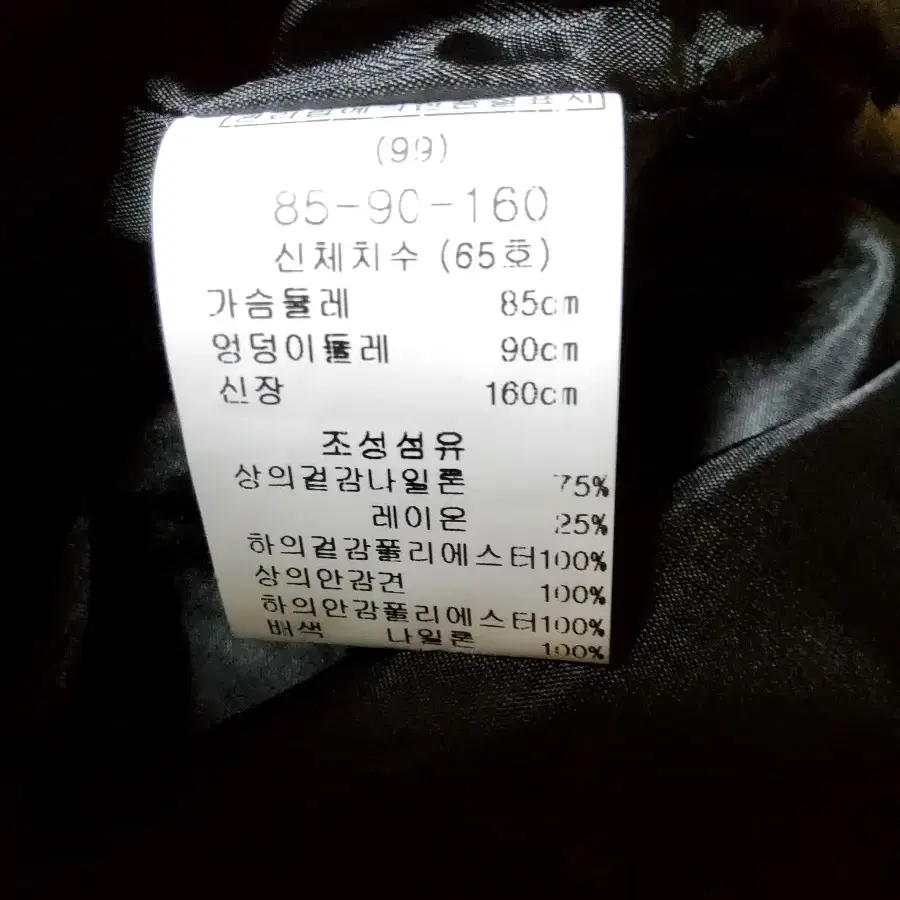 (99)
85-90-160
신체치수 (65호)
가슴둘레 85cm
엉덩이둘레 90cm
신장 160cm
조성섬유
상의겉감나일론 75%
레이온 25%
하의겉감폴리에스터100%
상의안감견 100%
하의안감폴리에스터100%
배색 나일론 100%